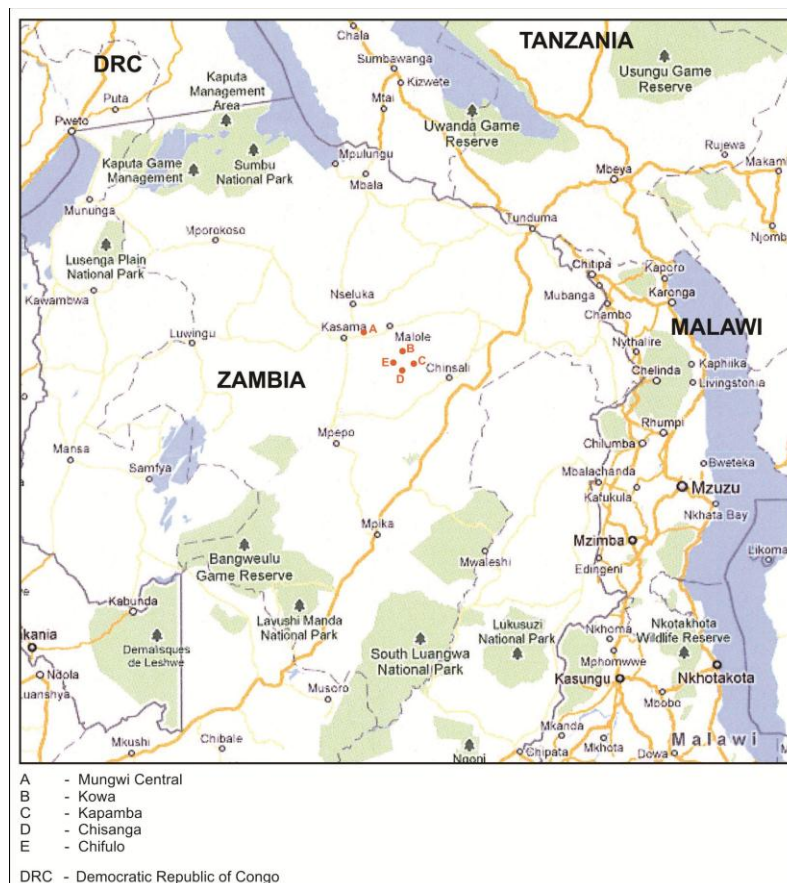 DRC
TANZANIA
Chala
Sumbawanga
Kizwete
Mtai
Usungu Game
Reserve
Kaputa
Management
Area
Puta
Pweto
Uwanda Game
Reserve
Rujewa
Kaputa Game
Management
Sumbu
National Park
Mpulungu
Mbala
Mbeya
Makam
Mununga
Mporokoso
Tunduma
Njomb
Lusenga Plain
National Park
Kawambwa
Chitipa
Kaporo
Mubanga
Karonga
Nseluka
Chambo
MALAWI
Kasama
A
Malole
Luwingu
B
E
C
D
Nythalire
Kaphiika
Chelinda
Livingstonia
ZAMBIA
Chinsali
Rhumpi
Mpepo
Chilumba
Mansa
Samfya
Mbalachanda
Bweteka
Kafukula
Mzuzu
Nkhata Bay
Mpika
Mzimba
Bangweulu
Game Reserve
Mwaleshi
Edingeni
Likoma
Kabunda
Lavushi Manda
National Park
Lukusuzi
National Park
Nkotakhota
Wildlife Reserve
Nkhoma
kania
Demalsques
de Leshwe
South Luangwa
National Park
Mphomwwe
Ndola
Kasungu
Nkhotakota
Luanshya
Musoro
Mbobo
Mkushi
Chibale
Mkanda
Malawi
Ngoni
Chipata
Mkhota
Dowa
A - Mungwi Central
B - Kowa
C - Kapamba
D - Chisanga
E - Chifulo
DRC - Democratic Republic of Congo